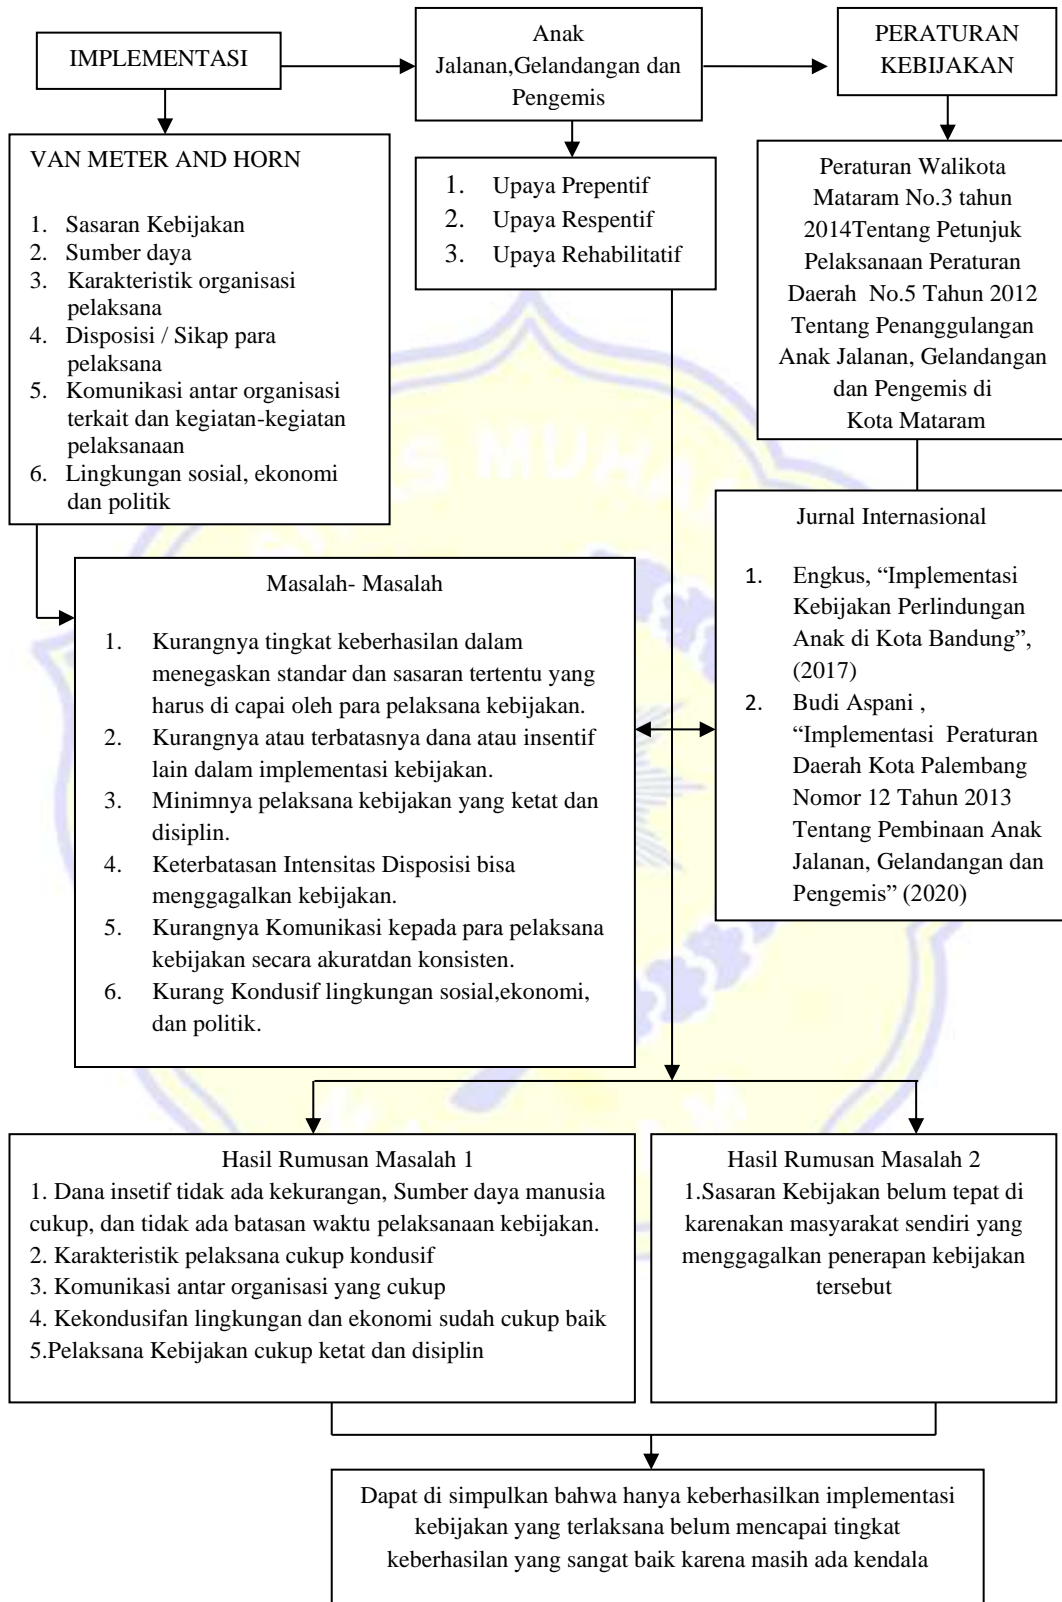 IMPLEMENTASI
Anak
Jalanan,Gelandangan dan
Pengemis
PERATURAN
KEBIJAKAN
VAN METER AND HORN
1. Sasaran Kebijakan
2. Sumber daya
3. Karakteristik organisasi
pelaksana
4. Disposisi / Sikap para
pelaksana
5. Komunikasi antar organisasi
terkait dan kegiatan-kegiatan
pelaksanaan
6. Lingkungan sosial, ekonomi
dan politik
1. Upaya Prepentif
2. Upaya Respentif
3. Upaya Rehabilitatif
Peraturan Walikota
Mataram No.3 tahun
2014Tentang Petunjuk
Pelaksanaan Peraturan
Daerah No.5 Tahun 2012
Tentang Penanggulangan
Anak Jalanan, Gelandangan
dan Pengemis di
Kota Mataram
Masalah- Masalah
1. Kurangnya tingkat keberhasilan dalam
menegaskan standar dan sasaran tertentu yang
harus di capai oleh para pelaksana kebijakan.
2. Kurangnya atau terbatasnya dana atau insentif
lain dalam implementasi kebijakan.
3. Minimnya pelaksana kebijakan yang ketat dan
disiplin.
4. Keterbatasan Intensitas Disposisi bisa
menggagalkan kebijakan.
5. Kurangnya Komunikasi kepada para pelaksana
kebijakan secara akuratdan konsisten.
6. Kurang Kondusif lingkungan sosial,ekonomi,
dan politik.
Jurnal Internasional
1. Engkus, “Implementasi
Kebijakan Perlindungan
Anak di Kota Bandung”,
(2017)
2. Budi Aspani ,
“Implementasi Peraturan
Daerah Kota Palembang
Nomor 12 Tahun 2013
Tentang Pembinaan Anak
Jalanan, Gelandangan dan
Pengemis” (2020)
Hasil Rumusan Masalah 1
1. Dana insetif tidak ada kekurangan, Sumber daya manusia
cukup, dan tidak ada batasan waktu pelaksanaan kebijakan.
2. Karakteristik pelaksana cukup kondusif
3. Komunikasi antar organisasi yang cukup
4. Kekondusifan lingkungan dan ekonomi sudah cukup baik
5.Pelaksana Kebijakan cukup ketat dan disiplin
Hasil Rumusan Masalah 2
1.Sasaran Kebijakan belum tepat di
karenakan masyarakat sendiri yang
menggagalkan penerapan kebijakan
tersebut
Dapat di simpulkan bahwa hanya keberhasilkan implementasi
kebijakan yang terlaksana belum mencapai tingkat
keberhasilan yang sangat baik karena masih ada kendala